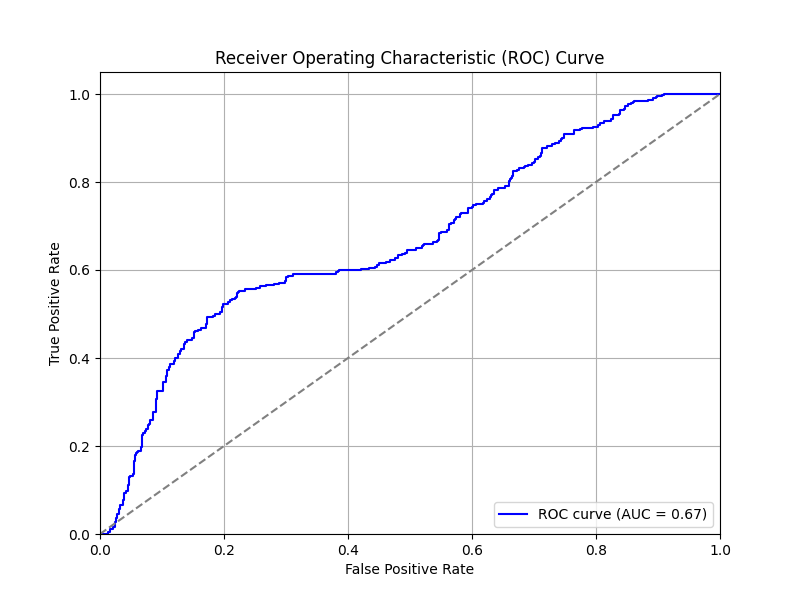 Receiver Operating Characteristic (ROC) Curve
1.0
0.8
0.6
0.4
0.2
0.0
True Positive Rate
ROC curve (AUC = 0.67)
0.0 0.2 0.4 0.6 0.8 1.0
False Positive Rate